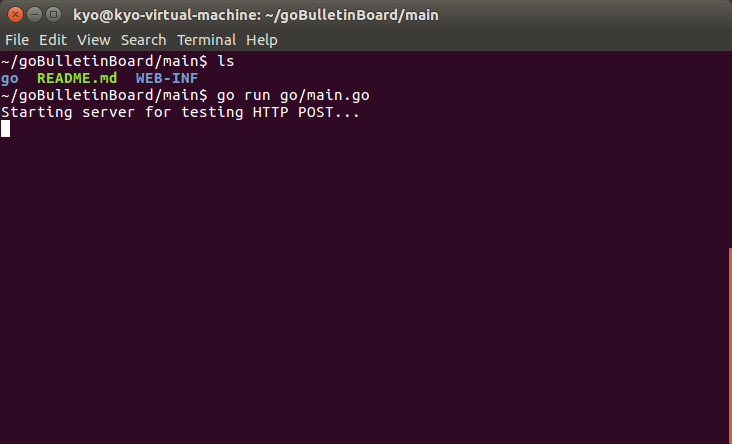 kyo@kyo-virtual-machine: ~/goBulletinBoard/main
File Edit View Search Terminal Help
~/goBulletinBoard/main$ ls
go  README.md  WEB-INF
~/goBulletinBoard/main$ go run go/main.go
Starting server for testing HTTP POST...